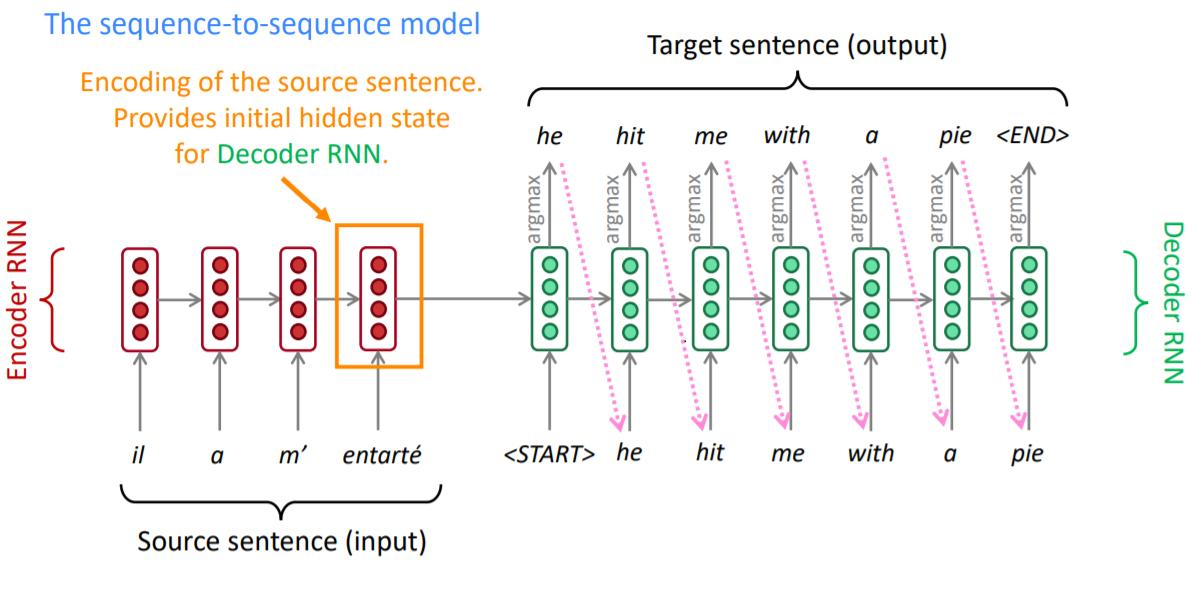 The sequence-to-sequence model
Encoding of the source sentence.
Provides initial hidden state
for Decoder RNN.
Target sentence (output)
he hit me with a pie <END>
argmax argmax argmax argmax argmax argmax argmax
Encoder RNN
Decoder RNN
il a m’ entarté
<START> he hit me with a pie
Source sentence (input)